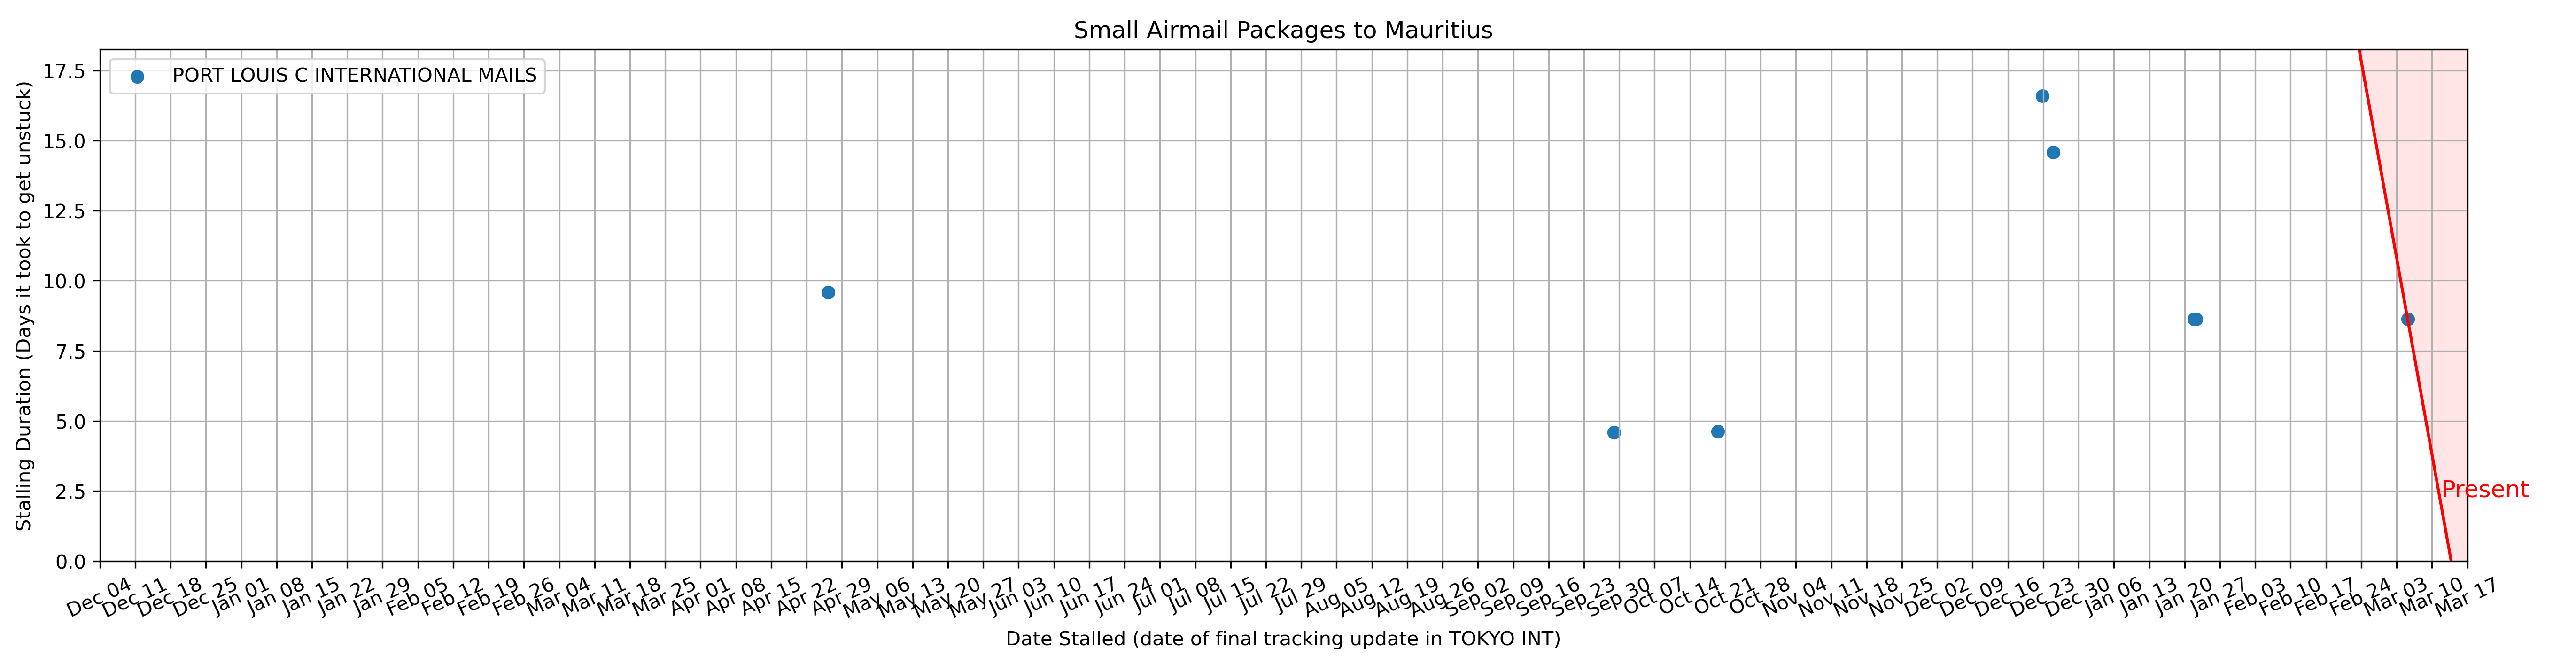 Small Airmail Packages to Mauritius
PORT LOUIS C INTERNATIONAL MAILS
Stalling Duration (Days it took to get unstuck)
17.5
15.0
12.5
10.0
7.5
5.0
2.5
0.0
Present
Dec 04
Dec 11
Dec 18
Dec 25
Jan 01
Jan 08
Jan 15
Jan 22
Jan 29
Feb 05
Feb 12
Feb 19
Feb 26
Mar 04
Mar 11
Mar 18
Mar 25
Apr 01
Apr 08
Apr 15
Apr 22
Apr 29
May 06
May 13
May 20
May 27
Jun 03
Jun 10
Jun 17
Jun 24
Jul 01
Jul 08
Jul 15
Jul 22
Jul 29
Aug 05
Aug 12
Aug 19
Aug 26
Sep 02
Sep 09
Sep 16
Sep 23
Sep 30
Oct 07
Oct 14
Oct 21
Oct 28
Nov 04
Nov 11
Nov 18
Nov 25
Dec 02
Dec 09
Dec 16
Dec 23
Dec 30
Jan 06
Jan 13
Jan 20
Jan 27
Feb 03
Feb 10
Feb 17
Feb 24
Mar 03
Mar 10
Mar 17
Date Stalled (date of final tracking update in TOKYO INT)